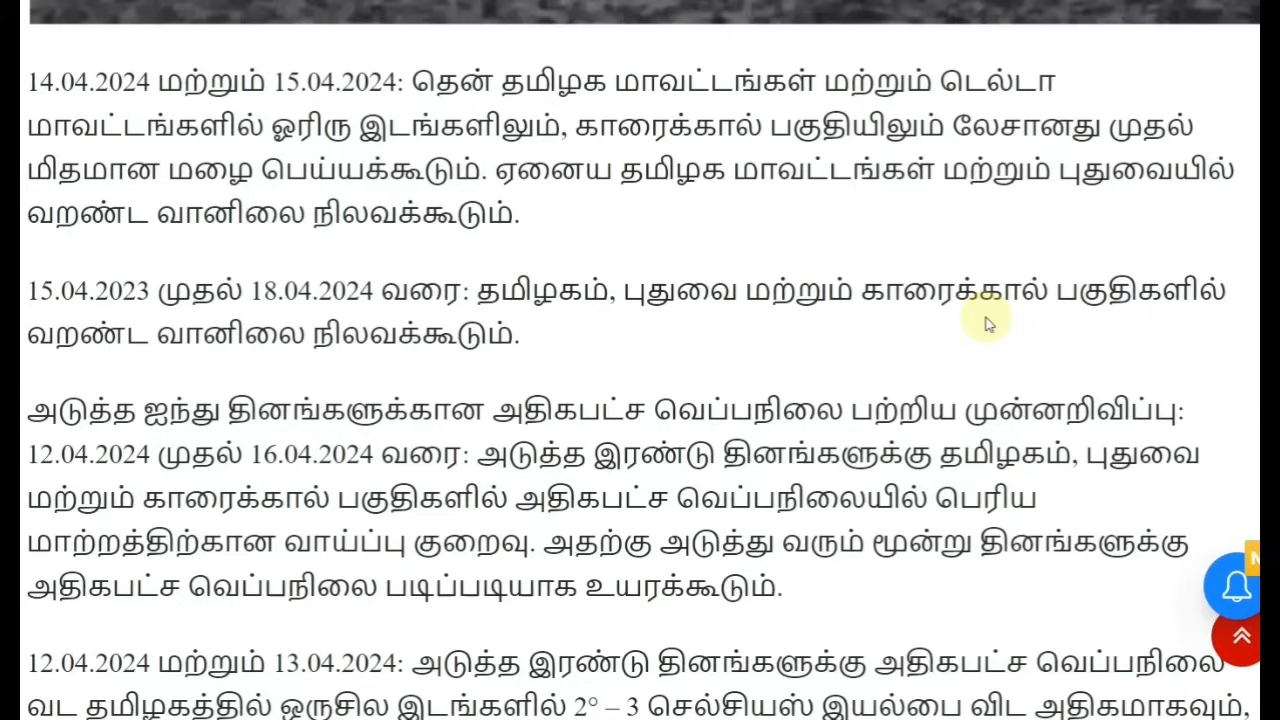 14.04.2024 மற்றும் 15.04.2024: தென் தமிழக மாவட்டங்கள் மற்றும் டெல்டா
மாவட்டங்களில் ஓரிரு இடங்களிலும், காரைக்கால் பகுதியிலும் லேசானது முதல்
மிதமான மழை பெய்யக்கூடும். ஏனைய தமிழக மாவட்டங்கள் மற்றும் புதுவையில்
வறண்ட வானிலை நிலவக்கூடும்.
15.04.2023 முதல் 18.04.2024 வரை: தமிழகம், புதுவை மற்றும் காரைக்கால் பகுதிகளில்
வறண்ட வானிலை நிலவக்கூடும்.
அடுத்த ஐந்து தினங்களுக்கான அதிகபட்ச வெப்பநிலை பற்றிய முன்னறிவிப்பு:
12.04.2024 முதல் 16.04.2024 வரை: அடுத்த இரண்டு தினங்களுக்கு தமிழகம், புதுவை
மற்றும் காரைக்கால் பகுதிகளில் அதிகபட்ச வெப்பநிலையில் பெரிய
மாற்றத்திற்கான வாய்ப்பு குறைவு. அதற்கு அடுத்து வரும் மூன்று தினங்களுக்கு
அதிகபட்ச வெப்பநிலை படிப்படியாக உயரக்கூடும்.
12.04.2024 மற்றும் 13.04.2024: அடுத்த இரண்டு தினங்களுக்கு அதிகபட்ச வெப்பநிலை
வட தமிழகத்தில் ஒருசில இடங்களில் 2° – 3 செல்சியஸ் இயல்பை விட அதிகமாகவும்,